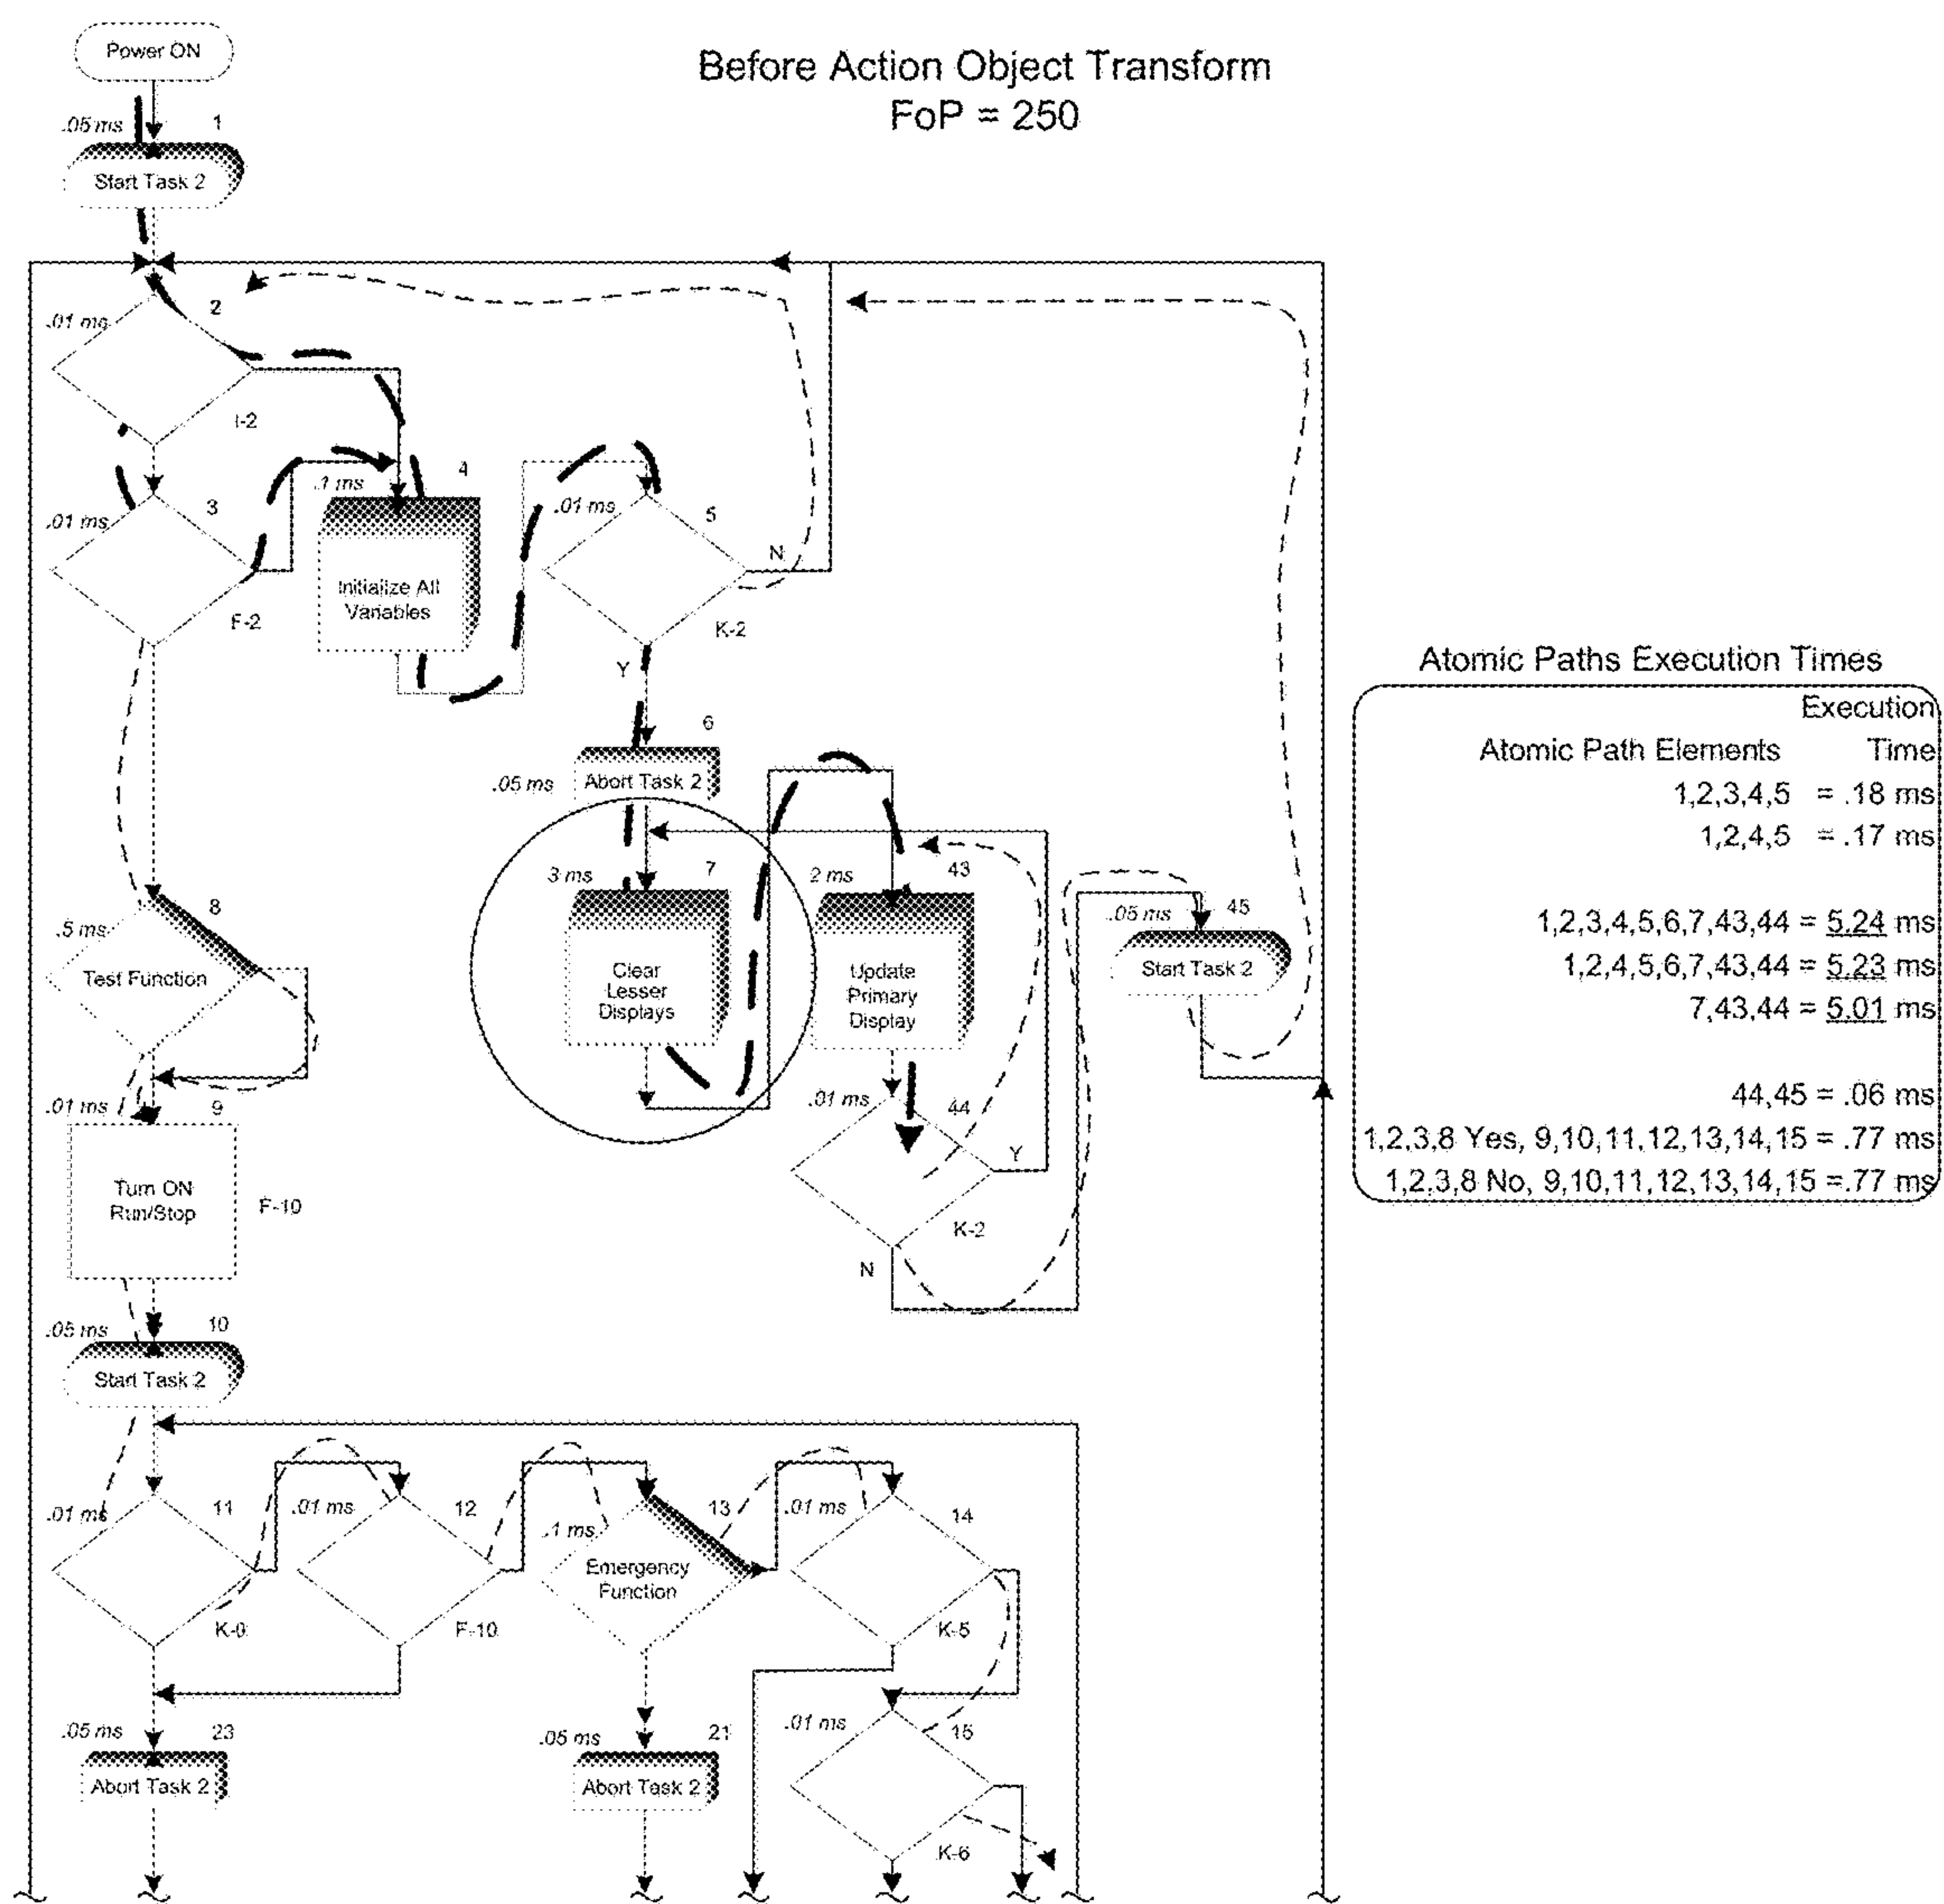 Power ON
Before Action Object Transform
FoP = 250
.05 ms
1
Start Task 2
2
.01 ms
I-2
4
.1 ms
3
.01 ms
.01 ms
5
N
Initialize All
Variables
F-2
K-2
Y
Atomic Paths Execution Times
Execution
Atomic Path Elements Time
1,2,3,4,5 = .18 ms
1,2,4,5 = .17 ms
1,2,3,4,5,6,7,43,44 = 5.24 ms
1,2,4,5,6,7,43,44 = 5.23 ms
7,43,44 = 5.01 ms
44,45 = .06 ms
1,2,3,8 Yes, 9,10,11,12,13,14,15 = .77 ms
1,2,3,8 No, 9,10,11,12,13,14,15 =.77 ms
6
.05 ms
Abort Task 2
3 ms
7
2 ms
43
8
.5 ms
.05 ms
45
Test Function
Clear
Lesser
Displays
Update
Primary
Display
Start Task 2
.01 ms
9
.01 ms
44
Y
Turn ON
Run/Stop
F-10
K-2
N
.05 ms
10
Start Task 2
.01 ms
11
.01 ms
12
.1 ms
13
.01 ms
14
Emergency
Function
K-0
F-10
K-5
.05 ms
23
.05 ms
21
.01 ms
15
Abort Task 2
Abort Task 2
K-6